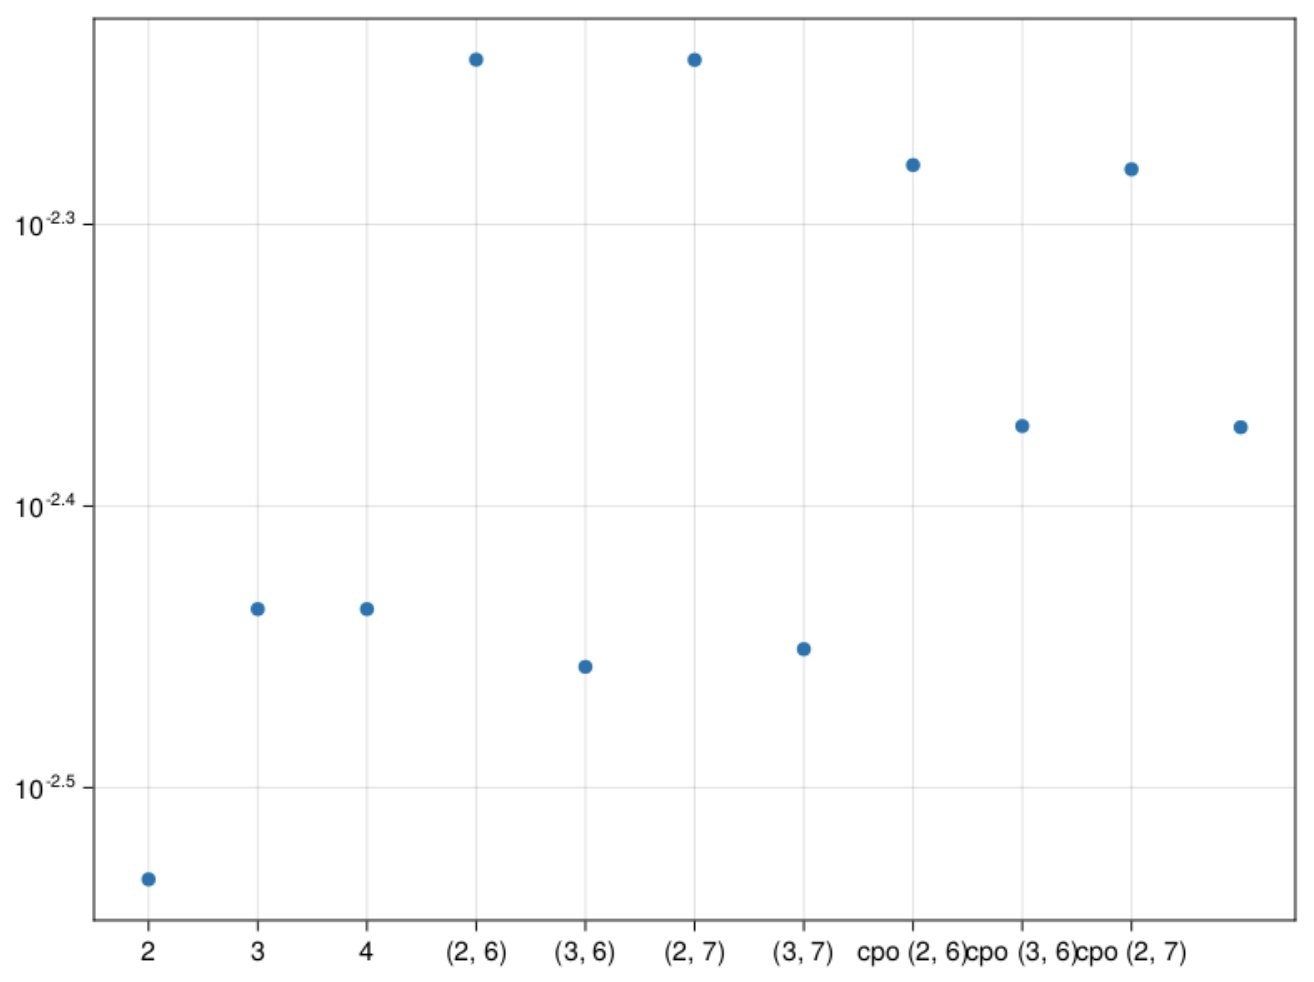 10-2.3
10-2.4
10-2.5
2 3 4 (2, 6) (3, 6) (2, 7) (3, 7) cpo (2, 6) cpo (3, 6) cpo (2, 7)